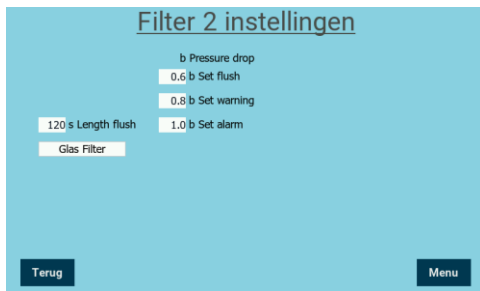 Filter 2 instellingen
b Pressure drop
0.6 b Set flush
0.8 b Set warning
120 s Length flush 1.0 b Set alarm
Glas Filter
Terug Menu